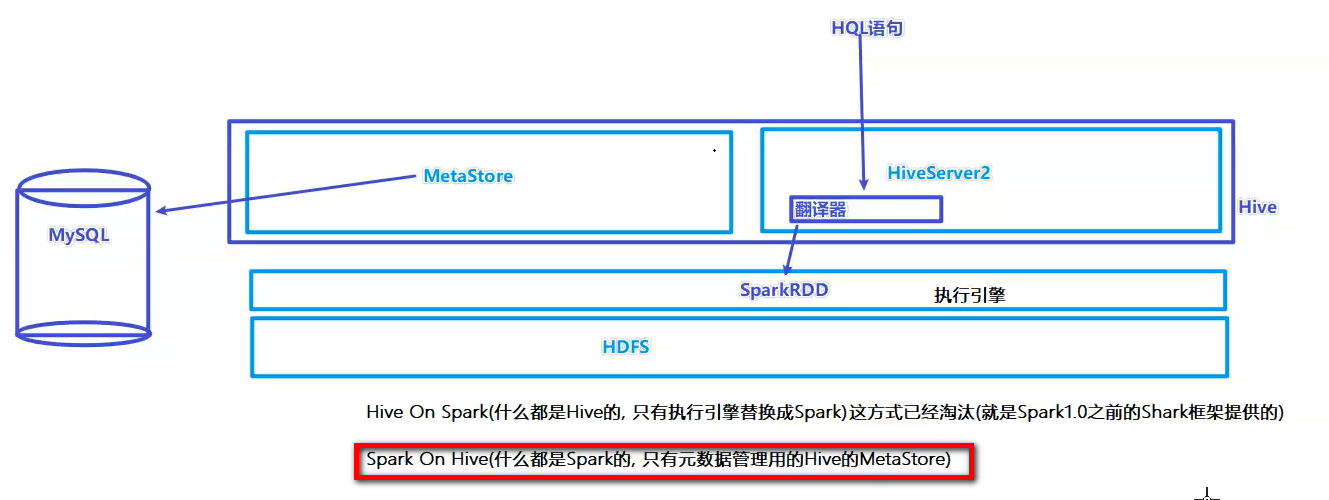 HQL语句
MetaStore
HiveServer2
翻译器
Hive
MySQL
SparkRDD
执行引擎
HDFS
Hive On Spark(什么都是Hive的, 只有执行引擎替换成Spark)这方式已经淘汰(就是Spark1.0之前的Shark框架提供的)
Spark On Hive(什么都是Spark的, 只有元数据管理用的Hive的MetaStore)